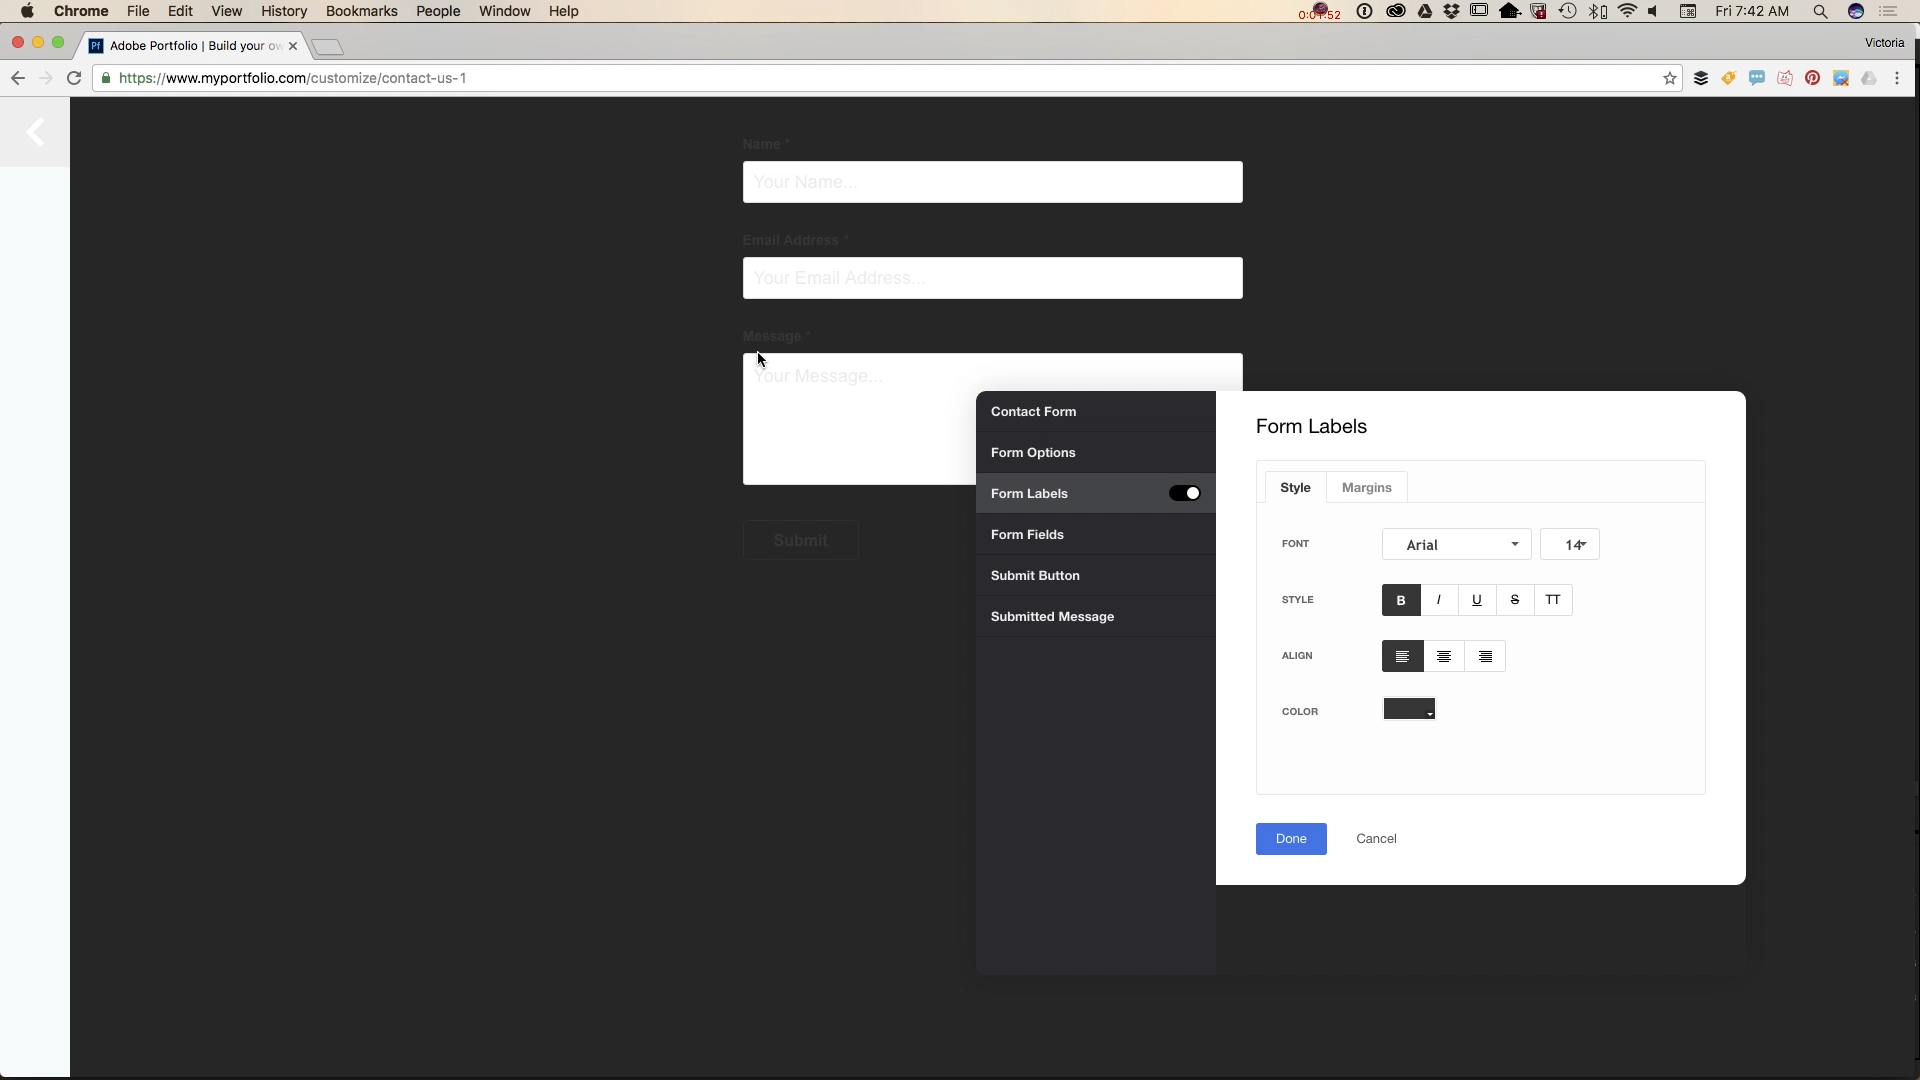 Chrome File Edit View History Bookmarks People Window Help
Fri 7:42 AM
Adobe Portfolio | Build your ow
Victoria
https://www.myportfolio.com/customize/contact-us-1
Name *
Your Name...
Email Address *
Your Email Address...
Message *
Your Message...
Submit
Contact Form
Form Options
Form Labels
Form Fields
Submit Button
Submitted Message
Form Labels
Style Margins
FONT Arial 14
STYLE B I U S TT
ALIGN
COLOR
Done Cancel